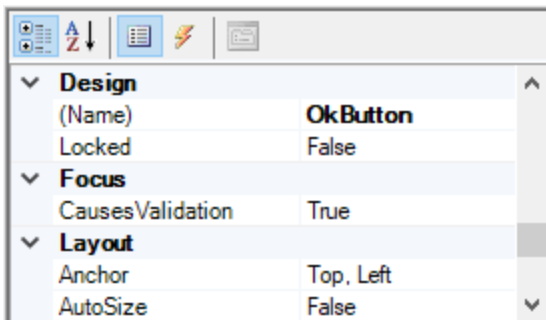 A
Z
Design
(Name) OkButton
Locked False
Focus
CausesValidation True
Layout
Anchor Top, Left
AutoSize False